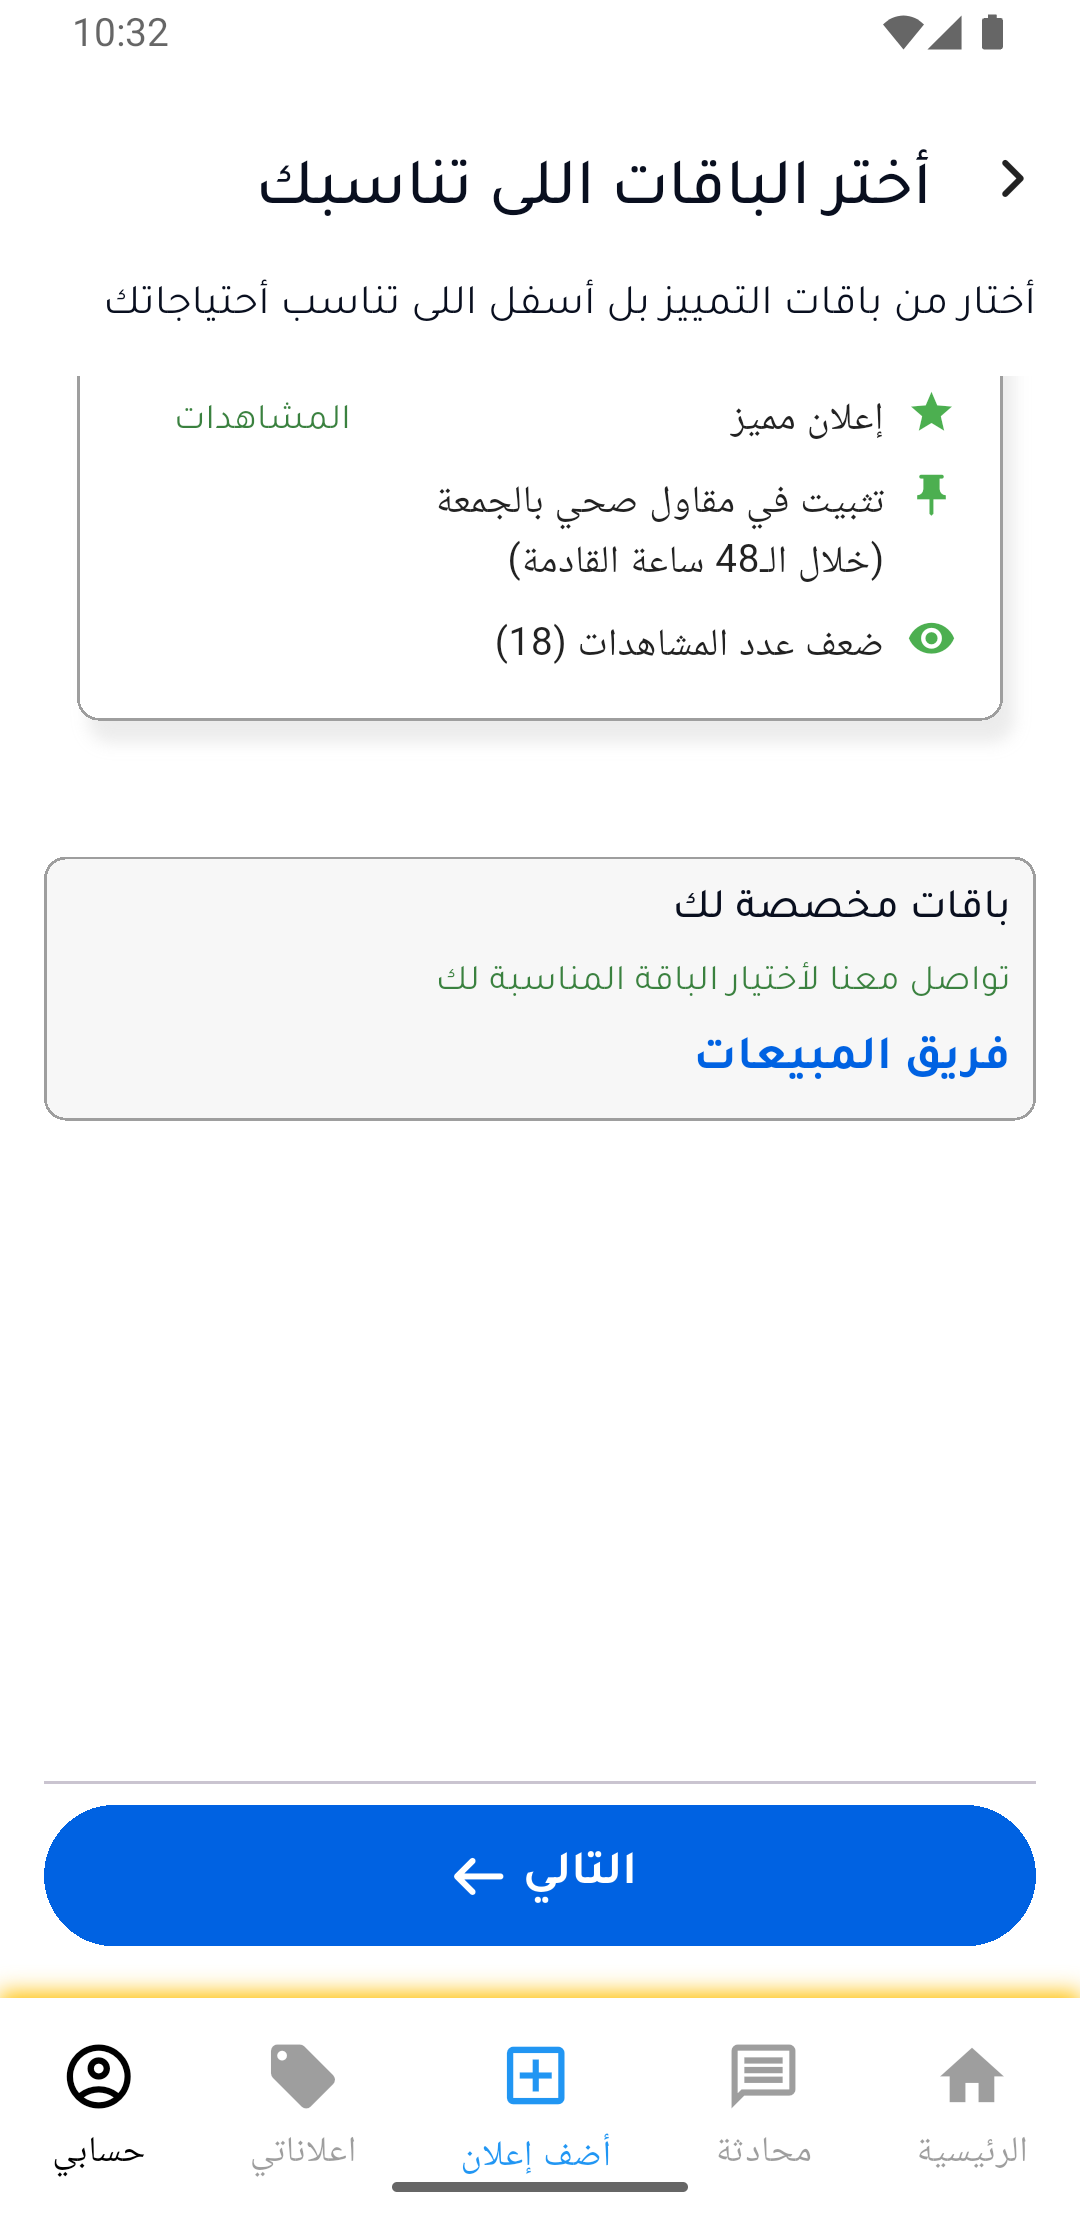 10:32
أختر الباقات اللى تناسبك
أختار من باقات التمييز بل أسفل اللى تناسب أحتياجاتك
إعلان مميز
المشاهدات
تثبيت في مقاول صحي بالجمعة
(خلال الـ48 ساعة القادمة)
ضعف عدد المشاهدات (18)
باقات مخصصة لك
تواصل معنا لأختيار الباقة المناسبة لك
فريق المبيعات
التالي
الرئيسية
محادثة
أضف إعلان
اعلاناتي
حسابي